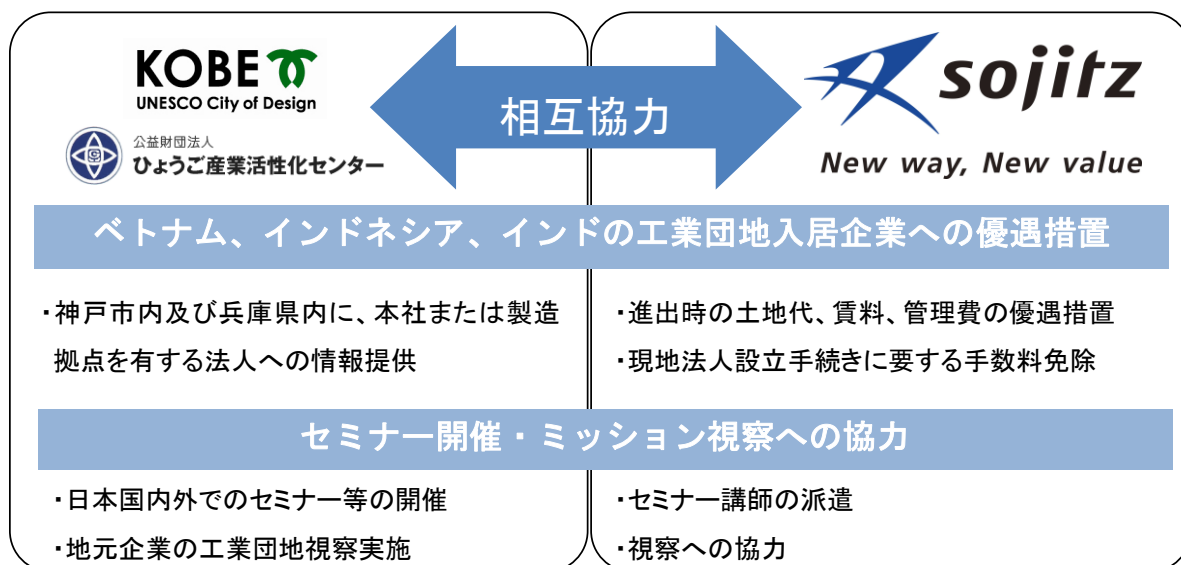 KOBE
UNESCO City of Design
公益財団法人
ひょうご産業活性化センター
相互協力
sojitz
New way, New value
ベトナム、インドネシア、インドの工業団地入居企業への優遇措置
・神戸市内及び兵庫県内に、本社または製造
拠点を有する法人への情報提供
・進出時の土地代、賃料、管理費の優遇措置
・現地法人設立手続きに要する手数料免除
セミナー開催・ミッション視察への協力
・日本国内外でのセミナー等の開催
・地元企業の工業団地視察実施
・セミナー講師の派遣
・視察への協力